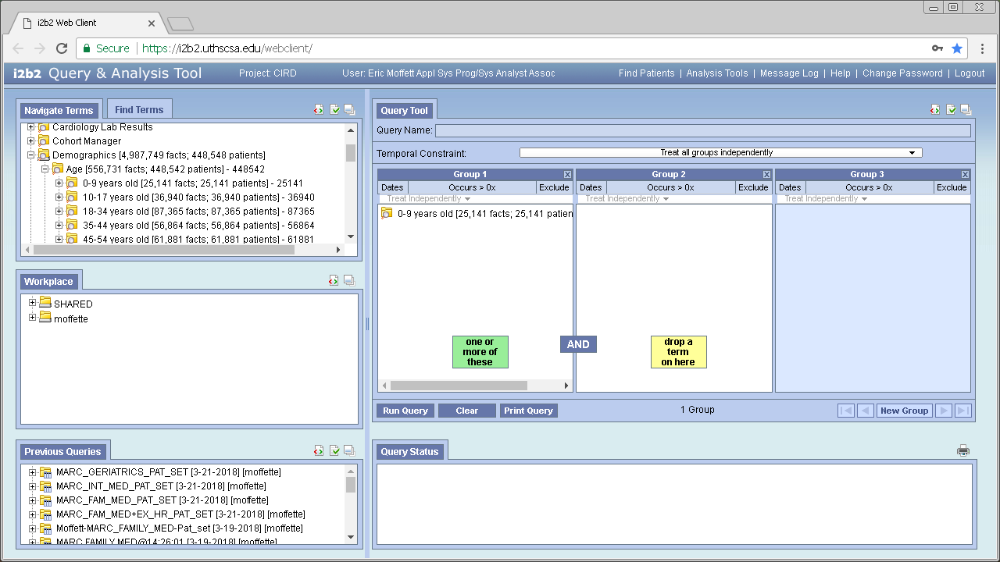 i2b2 Web Client
Secure
https://i2b2.uthscsa.edu/webclient/
i2b2 Query & Analysis Tool
Project: CIRD
User: Eric Moffett Appl Sys Prog/Sys Analyst Assoc
Find Patients | Analysis Tools | Message Log | Help | Change Password | Logout
Navigate Terms
Find Terms
Cardiology Lab Results
Cohort Manager
Demographics [4,987,749 facts; 448,548 patients]
Age [556,731 facts; 448,542 patients] - 448542
0-9 years old [25,141 facts; 25,141 patients] - 25141
10-17 years old [36,940 facts; 36,940 patients] - 36940
18-34 years old [87,365 facts; 87,365 patients] - 87365
35-44 years old [56,864 facts; 56,864 patients] - 56864
45-54 years old [61,881 facts; 61,881 patients] - 61881
Workplace
SHARED
moffette
Previous Queries
MARC_GERIATRICS_PAT_SET [3-21-2018] [moffette]
MARC_INT_MED_PAT_SET [3-21-2018] [moffette]
MARC_FAM_MED_PAT_SET [3-21-2018] [moffette]
MARC_FAM_MED+EX_HR_PAT_SET [3-21-2018] [moffette]
Moffett-MARC_FAMILY_MED-Pat_set [3-19-2018] [moffette]
MARC FAMILY MED@14:26:01 [3-19-2018] [moffette]
Query Tool
Query Name:
Temporal Constraint:
Treat all groups independently
Group 1
Group 2
Group 3
Dates
Occurs > 0x
Exclude
Dates
Occurs > 0x
Exclude
Dates
Occurs > 0x
Exclude
Treat Independently
Treat Independently
Treat Independently
0-9 years old [25,141 facts; 25,141 patien
one or
more of
these
AND
drop a
term
on here
Run Query
Clear
Print Query
1 Group
New Group
Query Status